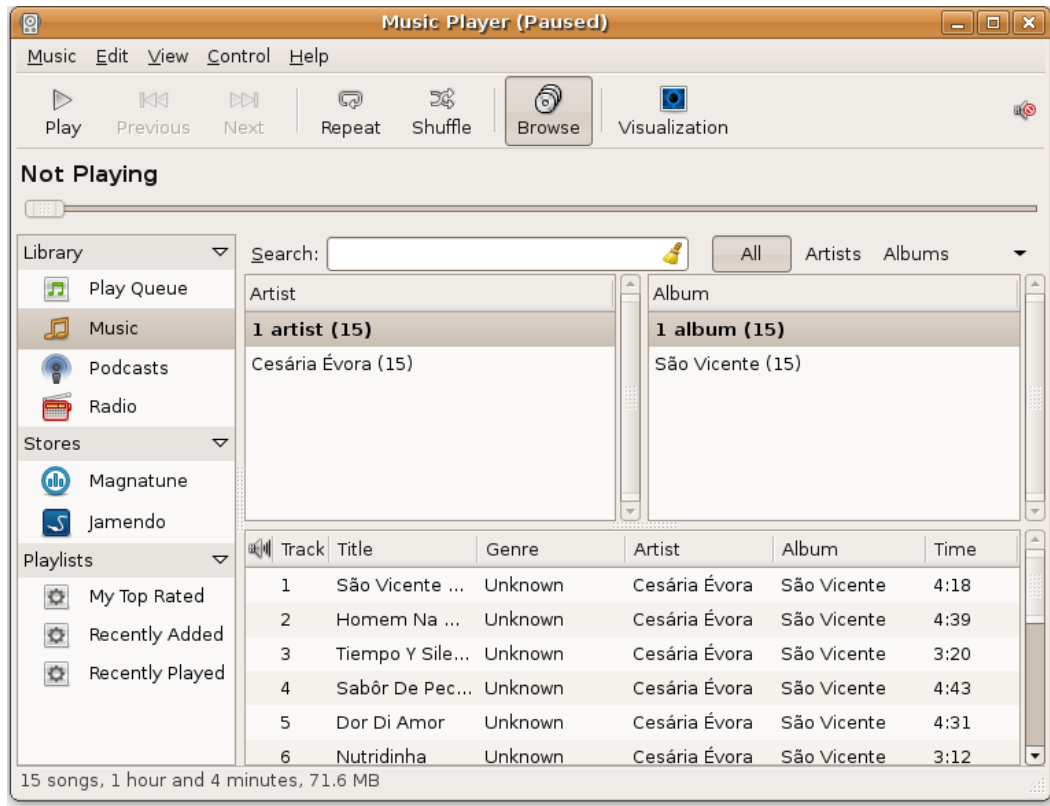 Music Player (Paused)
Music Edit View Control Help
Play Previous Next Repeat Shuffle Browse Visualization
Not Playing
Library
Play Queue
Music
Podcasts
Radio
Stores
Magnatune
Jamendo
Playlists
My Top Rated
Recently Added
Recently Played
Search: All Artists Albums
Artist
1 artist (15)
Cesária Évora (15)
Album
1 album (15)
São Vicente (15)
Track Title Genre Artist Album Time
1 São Vicente ... Unknown Cesária Évora São Vicente 4:18
2 Homem Na ... Unknown Cesária Évora São Vicente 4:39
3 Tiempo Y Sile... Unknown Cesária Évora São Vicente 3:20
4 Sabôr De Pec... Unknown Cesária Évora São Vicente 4:43
5 Dor Di Amor Unknown Cesária Évora São Vicente 4:31
6 Nutridinha Unknown Cesária Évora São Vicente 3:12
15 songs, 1 hour and 4 minutes, 71.6 MB